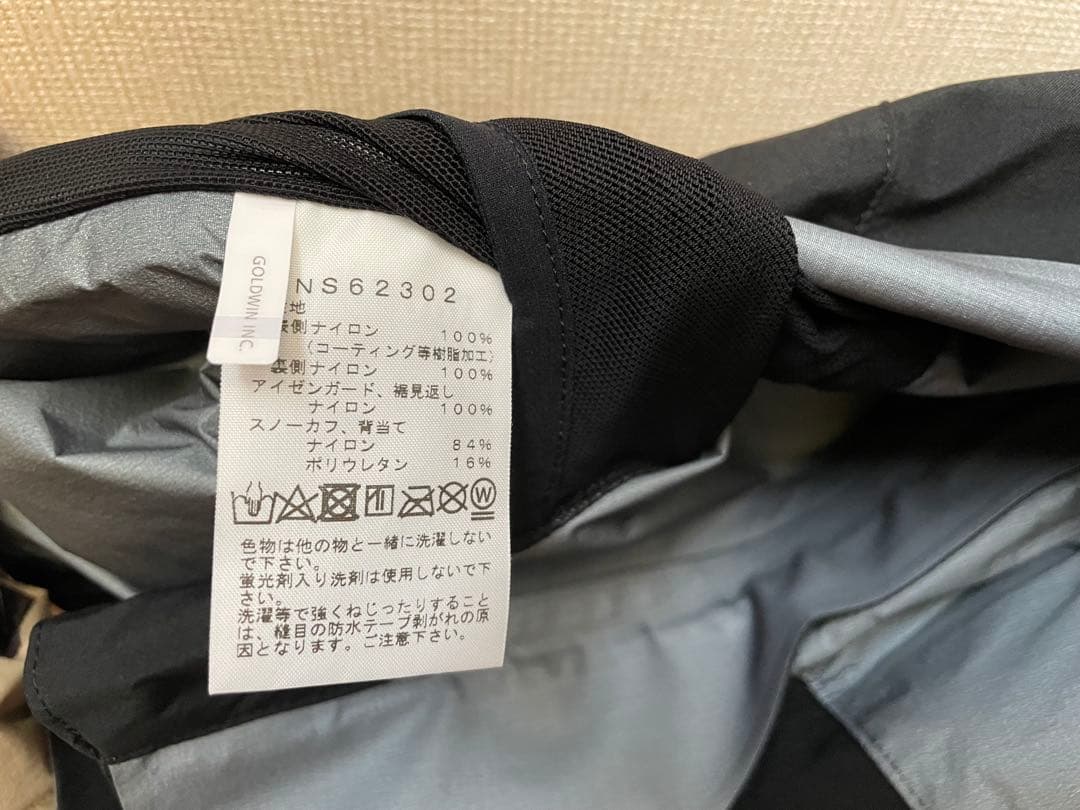 GOLDWIN INC.
NS62302
地
側ナイロン 100%
(コーティング等樹脂加工)
裏側ナイロン 100%
アイゼンガード、裾見返し
ナイロン 100%
スノーカフ、背当て
ナイロン 84%
ポリウレタン 16%
W
色物は他の物と一緒に洗濯しない
で下さい。
蛍光剤入り洗剤は使用しないで下
さい。
洗濯等で強くねじったりすること
は、縫目の防水テープ剥がれの原
因となります。ご注意下さい。